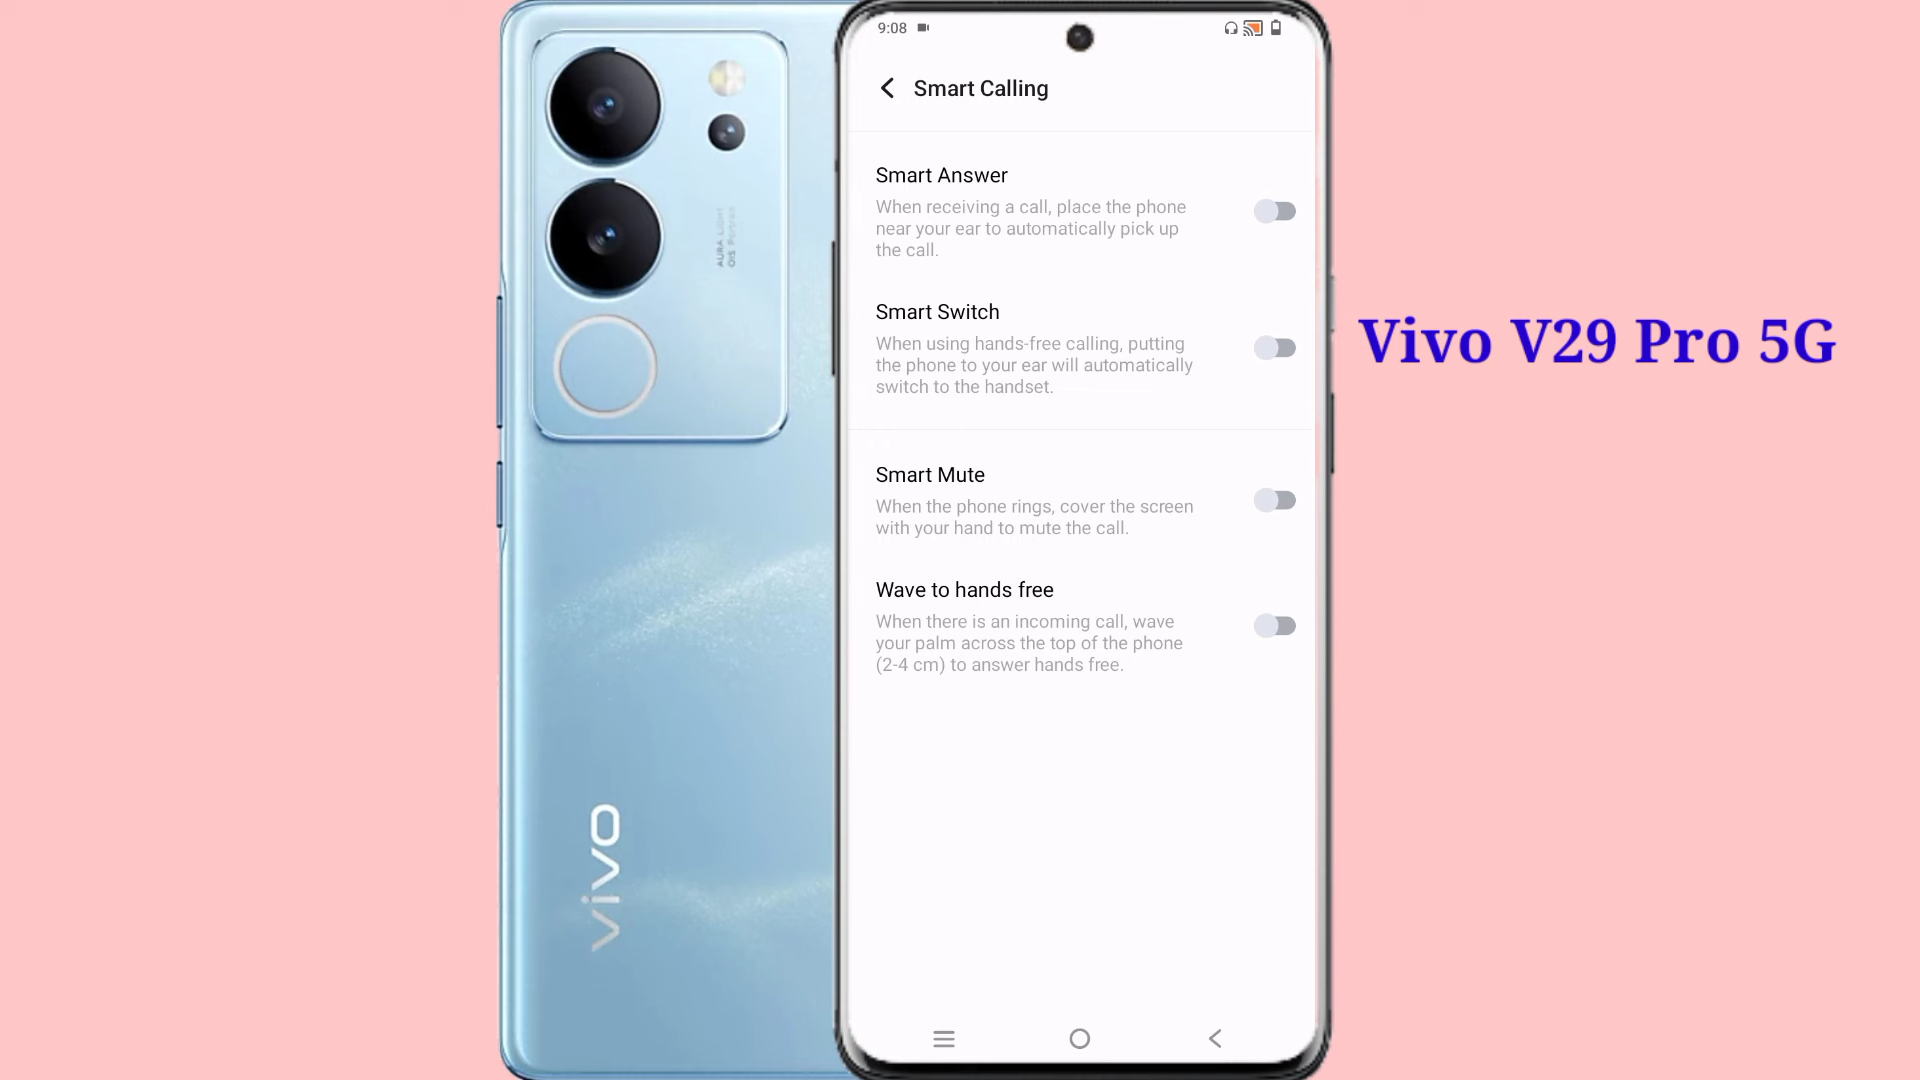 9:08
Smart Calling
Smart Answer
When receiving a call, place the phone
near your ear to automatically pick up
the call.
Smart Switch
When using hands-free calling, putting
the phone to your ear will automatically
switch to the handset.
Smart Mute
When the phone rings, cover the screen
with your hand to mute the call.
Wave to hands free
When there is an incoming call, wave
your palm across the top of the phone
(2-4 cm) to answer hands free.
AURA LIGHT
OIS Portrait
vivo
Vivo V29 Pro 5G